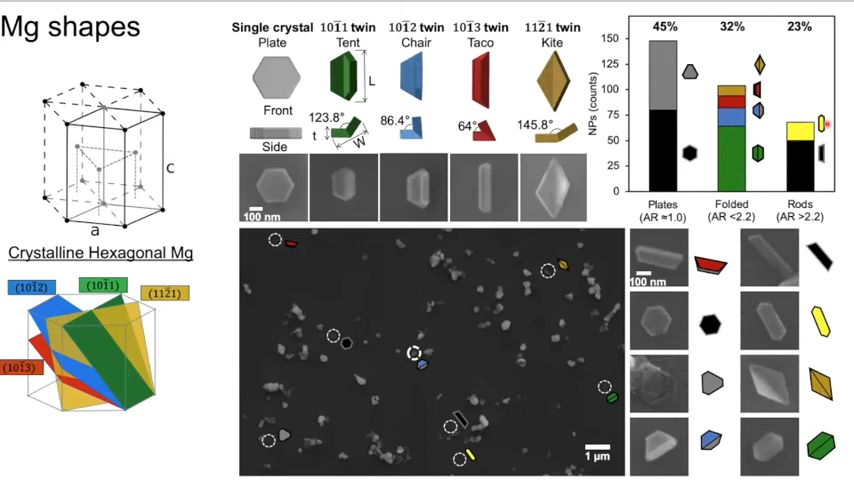 Mg shapes
c
a
Crystalline Hexagonal Mg
(101̄2)
(101̄1)
(112̄1)
(101̄3)
Single crystal 101̄1 twin 101̄2 twin 101̄3 twin 112̄1 twin
Plate Tent Chair Taco Kite
L
Front
123.8° 86.4° 64° 145.8°
t W
Side
100 nm
1 µm
45% 32% 23%
NPs (counts)
150
125
100
75
50
25
0
Plates Folded Rods
(AR ≈1.0) (AR <2.2) (AR >2.2)
100 nm